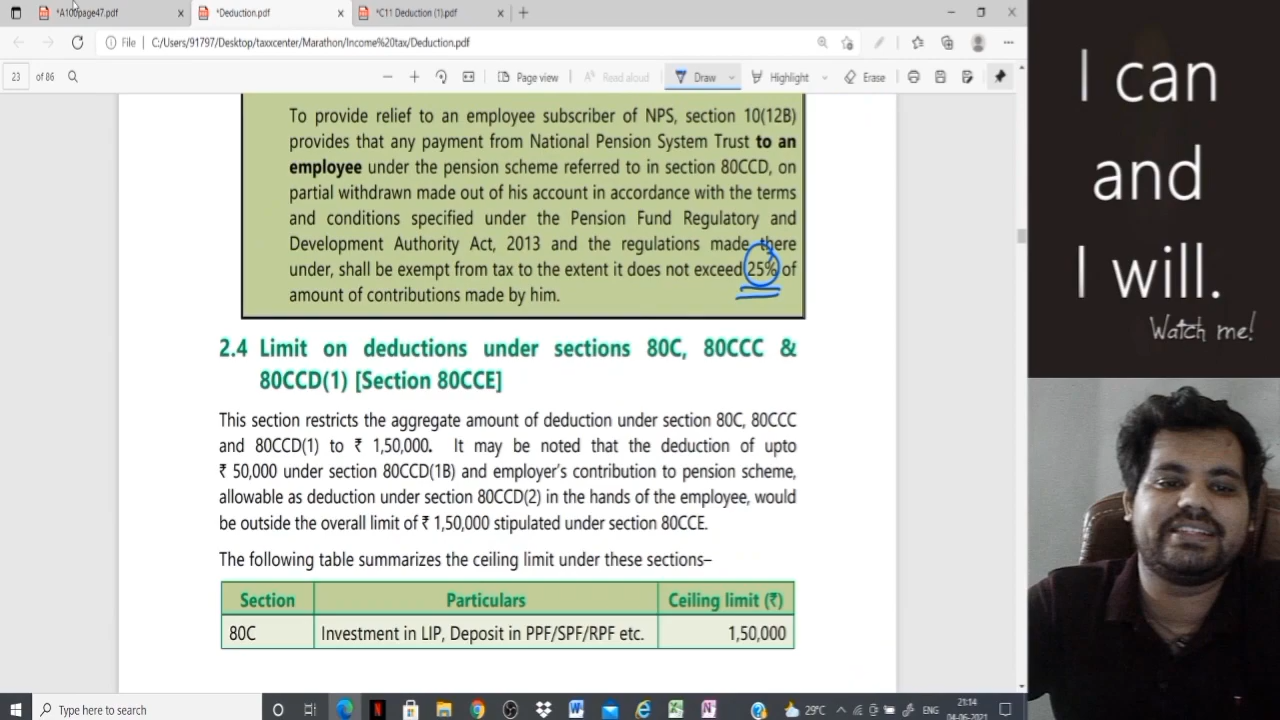 *A100page47.pdf
*Deduction.pdf
*C11 Deduction (1).pdf
File
C:/Users/91797/Desktop/taxxcenter/Marathon/Income%20tax/Deduction.pdf
23 of 86
Page view
Read aloud
Draw
Highlight
Erase
To provide relief to an employee subscriber of NPS, section 10(12B)
provides that any payment from National Pension System Trust to an
employee under the pension scheme referred to in section 80CCD, on
partial withdrawn made out of his account in accordance with the terms
and conditions specified under the Pension Fund Regulatory and
Development Authority Act, 2013 and the regulations made there
under, shall be exempt from tax to the extent it does not exceed 25% of
amount of contributions made by him.
2.4 Limit on deductions under sections 80C, 80CCC &
80CCD(1) [Section 80CCE]
This section restricts the aggregate amount of deduction under section 80C, 80CCC
and 80CCD(1) to ₹ 1,50,000. It may be noted that the deduction of upto
₹ 50,000 under section 80CCD(1B) and employer's contribution to pension scheme,
allowable as deduction under section 80CCD(2) in the hands of the employee, would
be outside the overall limit of ₹ 1,50,000 stipulated under section 80CCE.
The following table summarizes the ceiling limit under these sections–
Section Particulars Ceiling limit (₹)
80C Investment in LIP, Deposit in PPF/SPF/RPF etc. 1,50,000
I can
and
I will.
Watch me!
Type here to search
29°C
ENG
21:14
04-06-2021